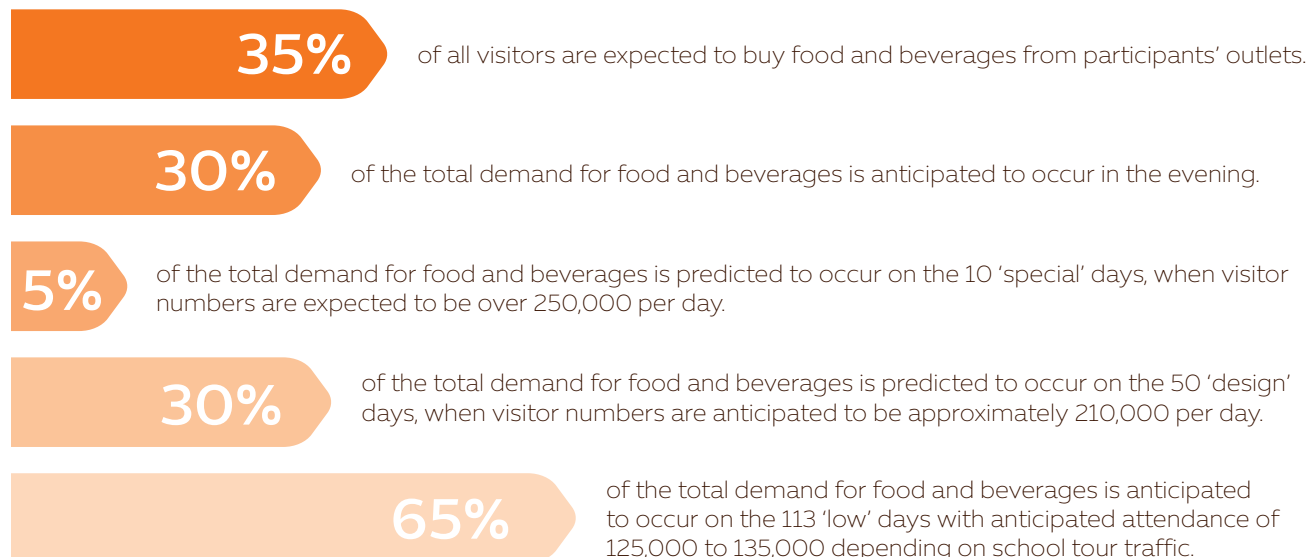 35%
of all visitors are expected to buy food and beverages from participants’ outlets.
30%
of the total demand for food and beverages is anticipated to occur in the evening.
5%
of the total demand for food and beverages is predicted to occur on the 10 ‘special’ days, when visitor
numbers are expected to be over 250,000 per day.
30%
of the total demand for food and beverages is predicted to occur on the 50 ‘design’
days, when visitor numbers are anticipated to be approximately 210,000 per day.
65%
of the total demand for food and beverages is anticipated
to occur on the 113 ‘low’ days with anticipated attendance of
125,000 to 135,000 depending on school tour traffic.